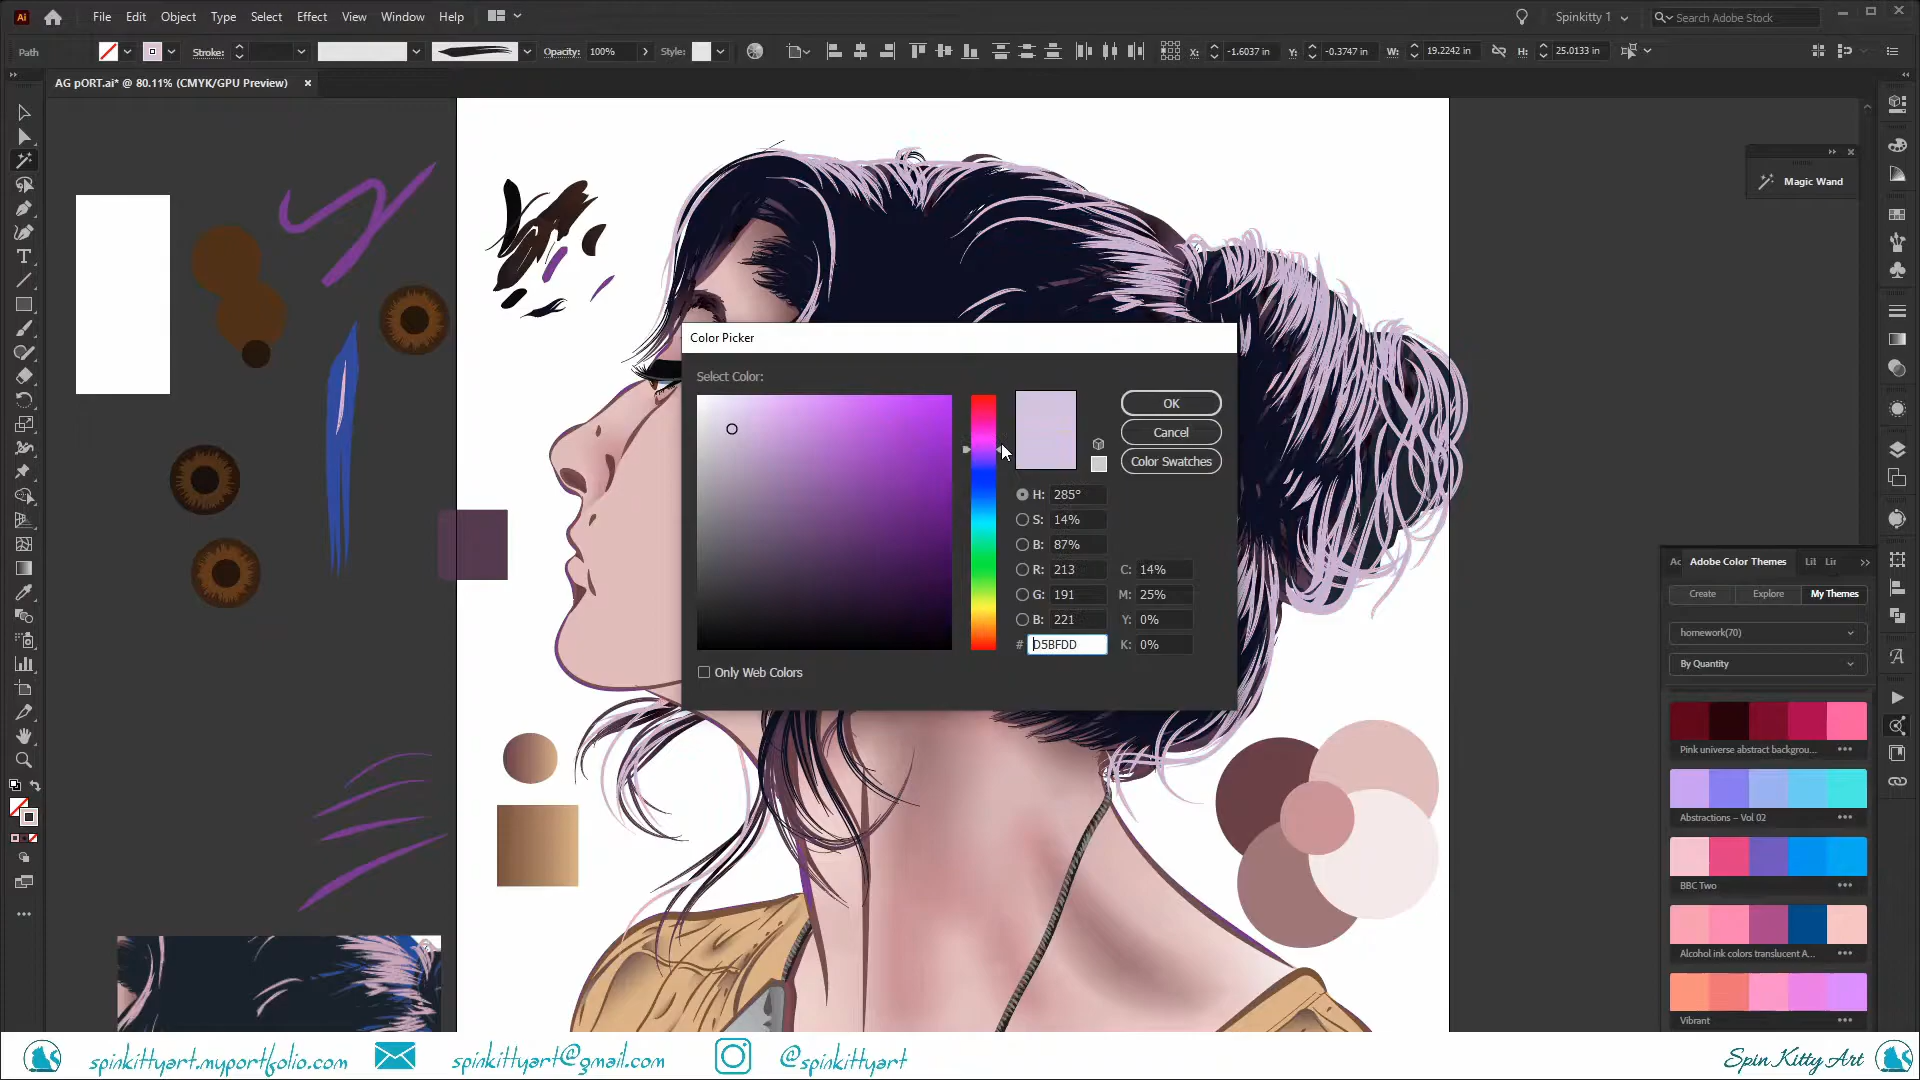 Ai File Edit Object Type Select Effect View Window Help Spinkitty 1 Search Adobe Stock
Path Stroke: Opacity: 100% Style: X: -1.6037 in Y: -0.3747 in W: 19.2242 in H: 25.0133 in
AG pORT.ai* @ 80.11% (CMYK/GPU Preview) ×
Magic Wand
Color Picker
Select Color:
OK
Cancel
Color Swatches
H: 285°
S: 14%
B: 87%
R: 213 C: 14%
G: 191 M: 25%
B: 221 Y: 0%
# D5BFDD K: 0%
Only Web Colors
Adobe Color Themes
Create Explore My Themes
homework(70)
By Quantity
Pink universe abstract backgrou...
Abstractions – Vol 02
BBC Two
Alcohol ink colors translucent A...
Vibrant
spinkittyart.myportfolio.com spinkittyart@gmail.com @spinkittyart Spin Kitty Art